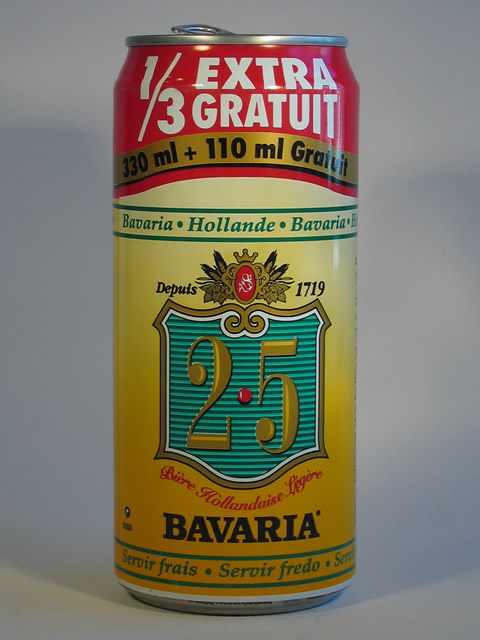 1/3 EXTRA
GRATUIT
330 ml + 110 ml Gratuit
Bavaria • Hollande • Bavaria •
Depuis 1719
2·5
Bière Hollandaise Légère
BAVARIA
Servir frais • Servir fredo •